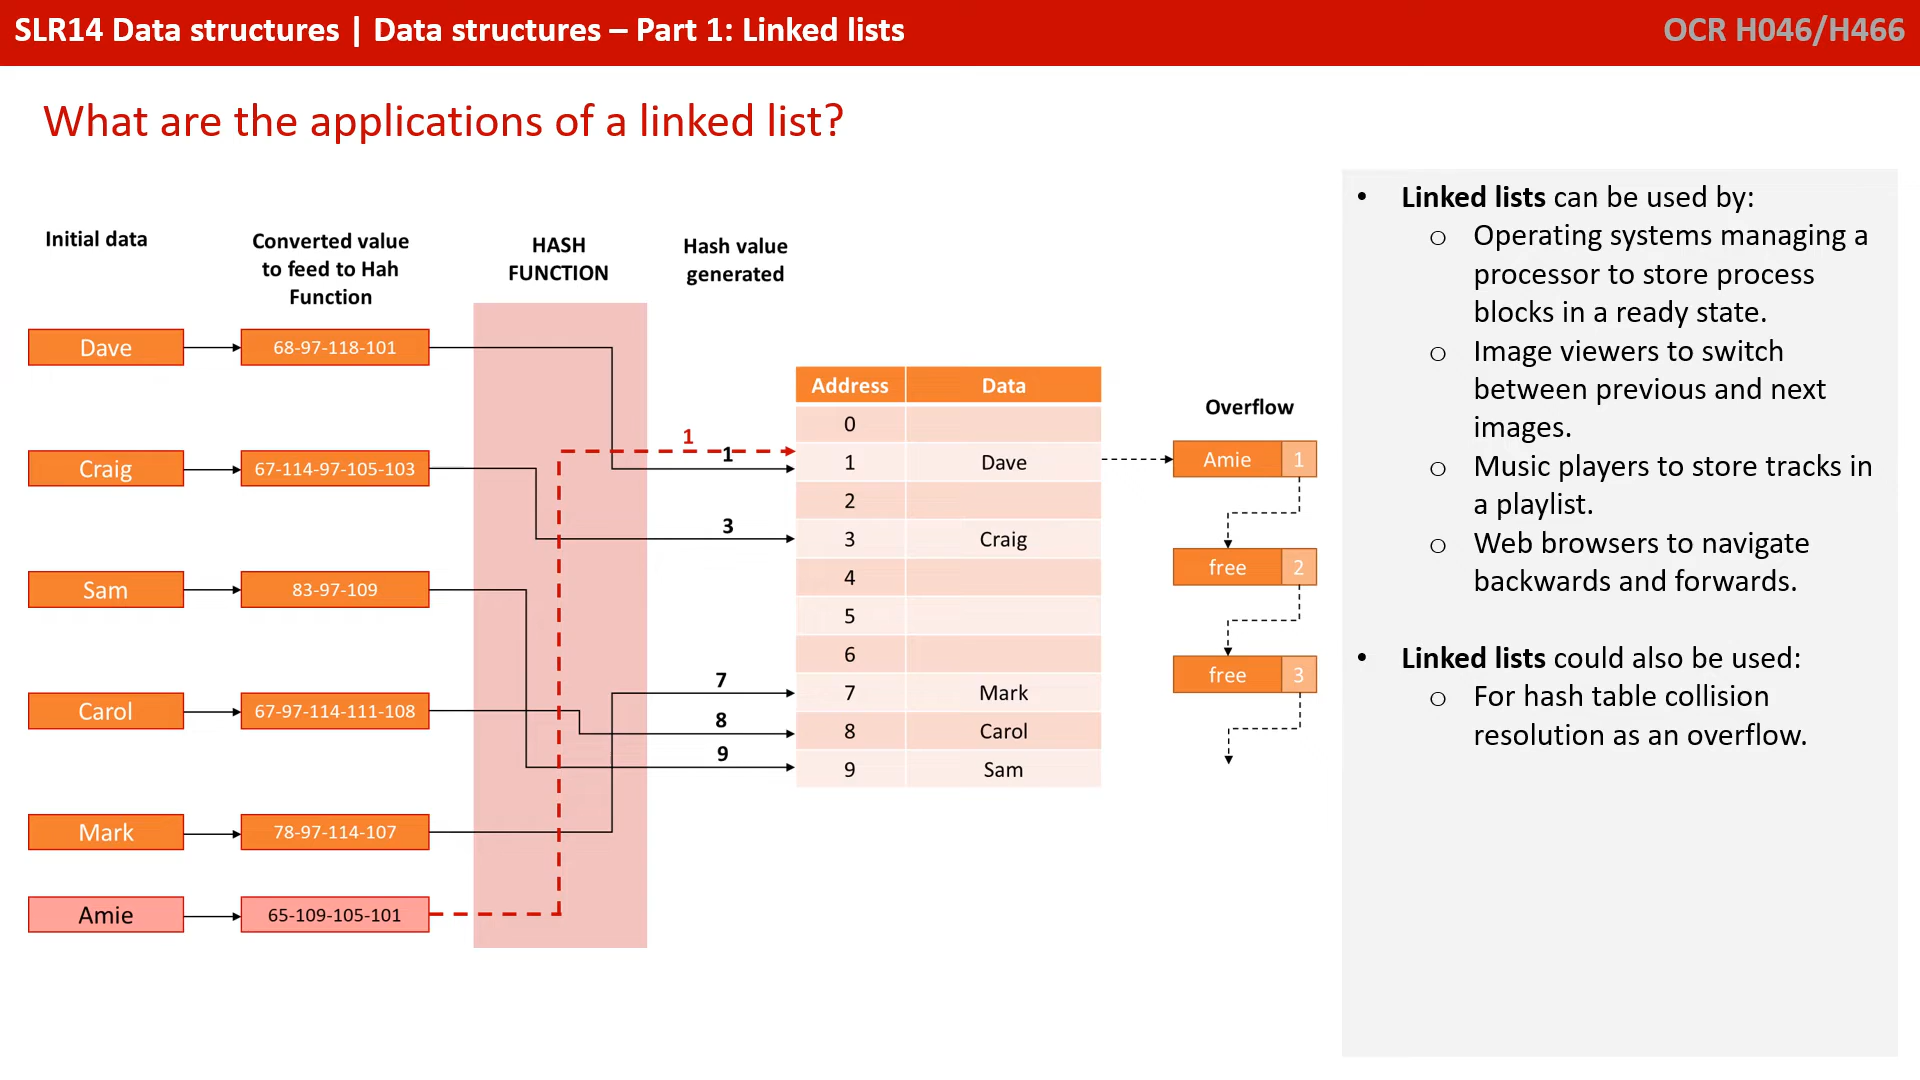 SLR14 Data structures | Data structures – Part 1: Linked lists
OCR H046/H466
What are the applications of a linked list?
Initial data
Converted value
to feed to Hah
Function
HASH
FUNCTION
Hash value
generated
Dave
68-97-118-101
Craig
67-114-97-105-103
Sam
83-97-109
Carol
67-97-114-111-108
Mark
78-97-114-107
Amie
65-109-105-101
1
1
3
7
8
9
Address Data
0
1 Dave
2
3 Craig
4
5
6
7 Mark
8 Carol
9 Sam
Overflow
Amie 1
free 2
free 3
• Linked lists can be used by:
o Operating systems managing a
processor to store process
blocks in a ready state.
o Image viewers to switch
between previous and next
images.
o Music players to store tracks in
a playlist.
o Web browsers to navigate
backwards and forwards.
• Linked lists could also be used:
o For hash table collision
resolution as an overflow.